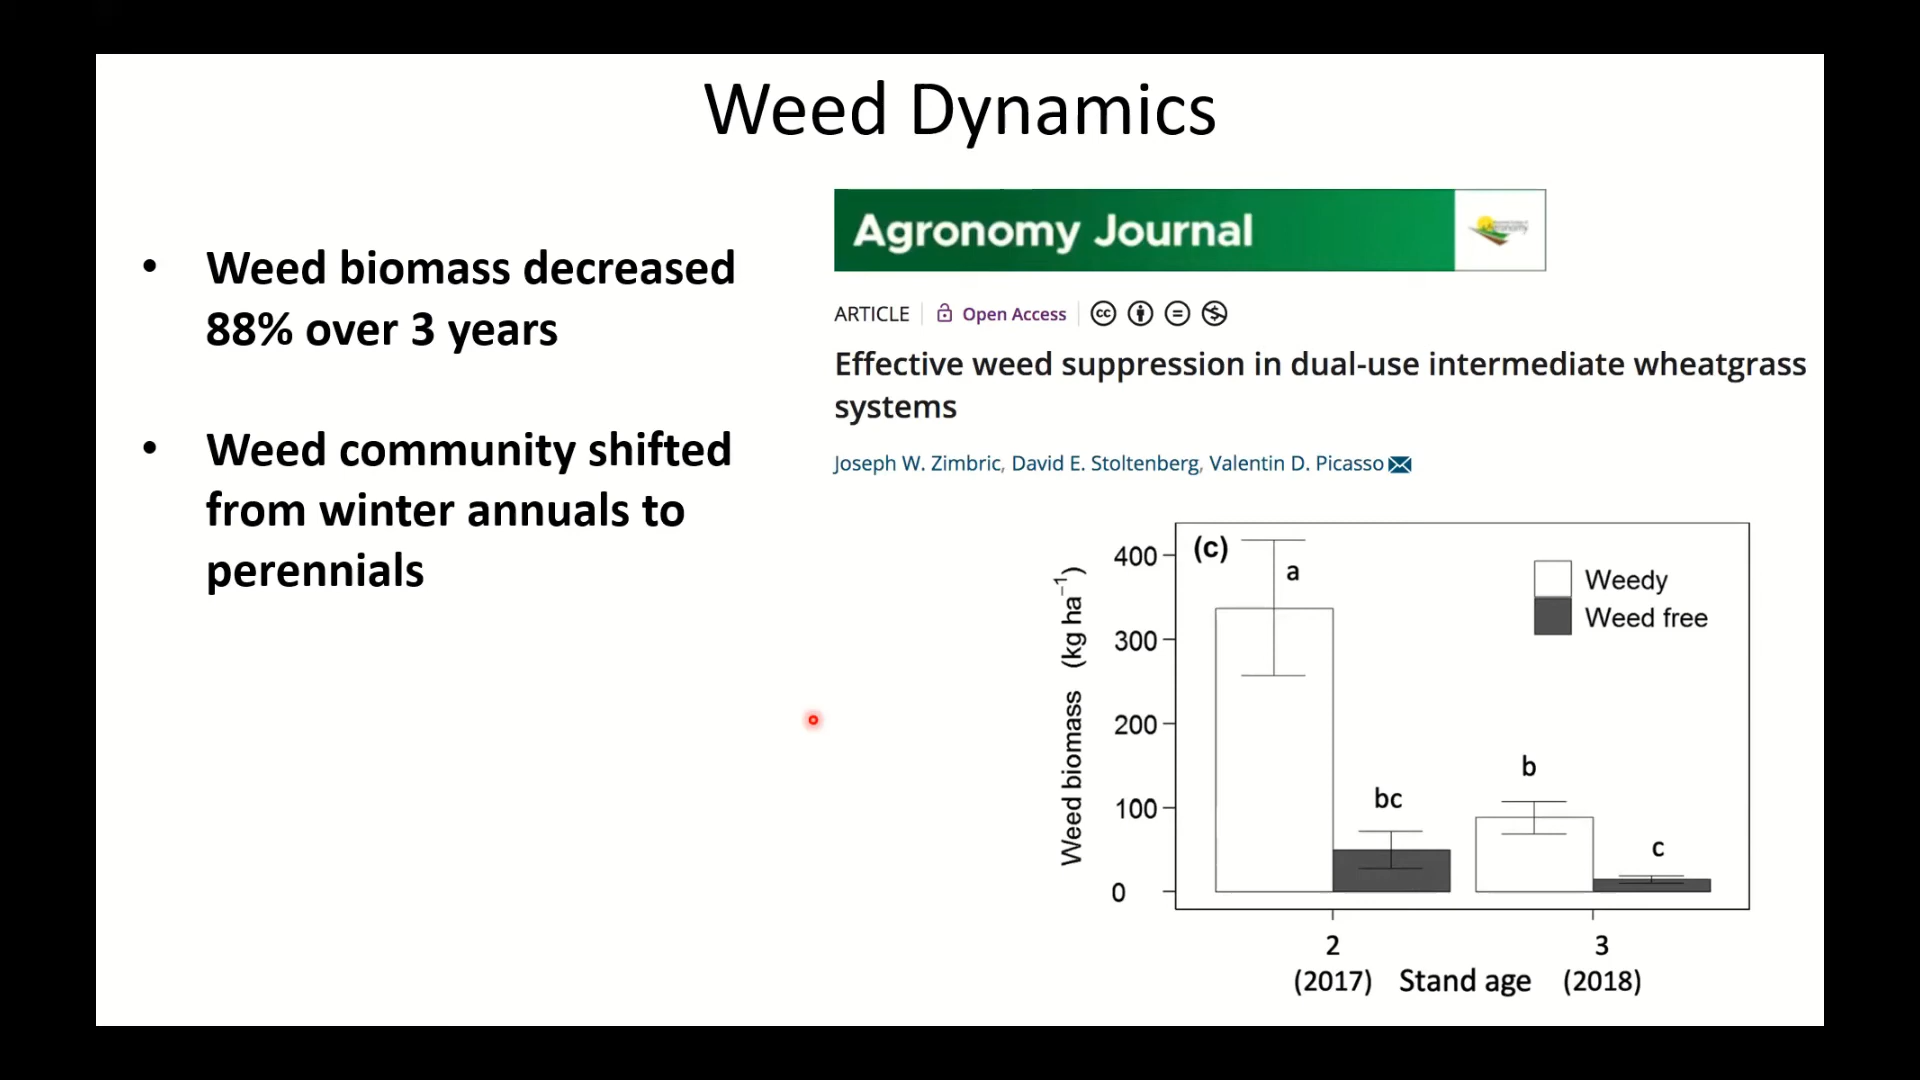 Weed Dynamics
• Weed biomass decreased
88% over 3 years
• Weed community shifted
from winter annuals to
perennials
Agronomy Journal
ARTICLE Open Access
Effective weed suppression in dual-use intermediate wheatgrass
systems
Joseph W. Zimbric, David E. Stoltenberg, Valentin D. Picasso
(c)
Weedy
Weed free
Weed biomass (kg ha⁻¹)
400
300
200
100
0
a
bc
b
c
2 3
(2017) Stand age (2018)